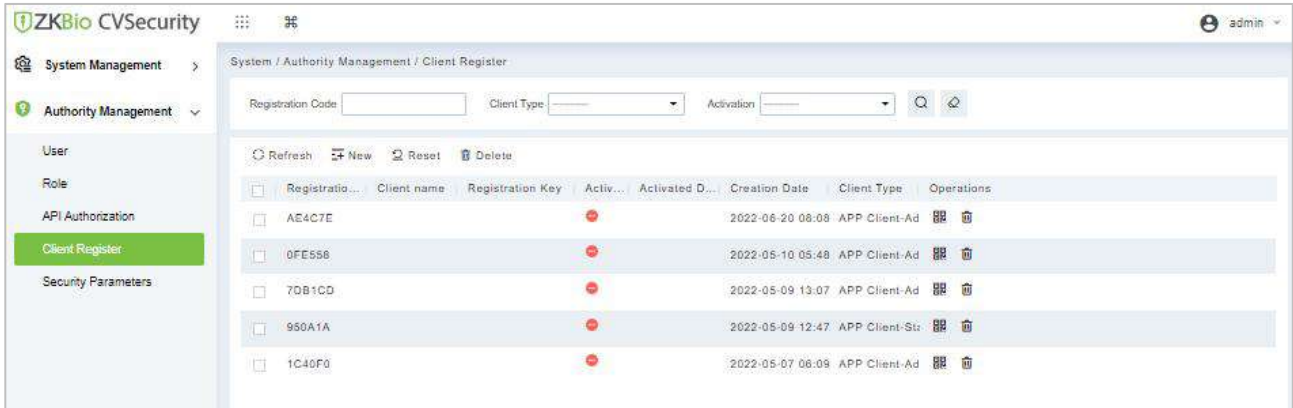 ZKBio CVSecurity
admin
System Management
System / Authority Management / Client Register
Authority Management
Registration Code Client Type ---------- Activation ----------
User
Refresh New Reset Delete
Role
Registratio... Client name Registration Key Activ... Activated D... Creation Date Client Type Operations
API Authorization
AE4C7E 2022-06-20 08:08 APP Client-Ad
Client Register
0FE558 2022-05-10 05:48 APP Client-Ad
Security Parameters
7DB1CD 2022-05-09 13:07 APP Client-Ad
950A1A 2022-05-09 12:47 APP Client-Sta
1C40F0 2022-05-07 06:09 APP Client-Ad